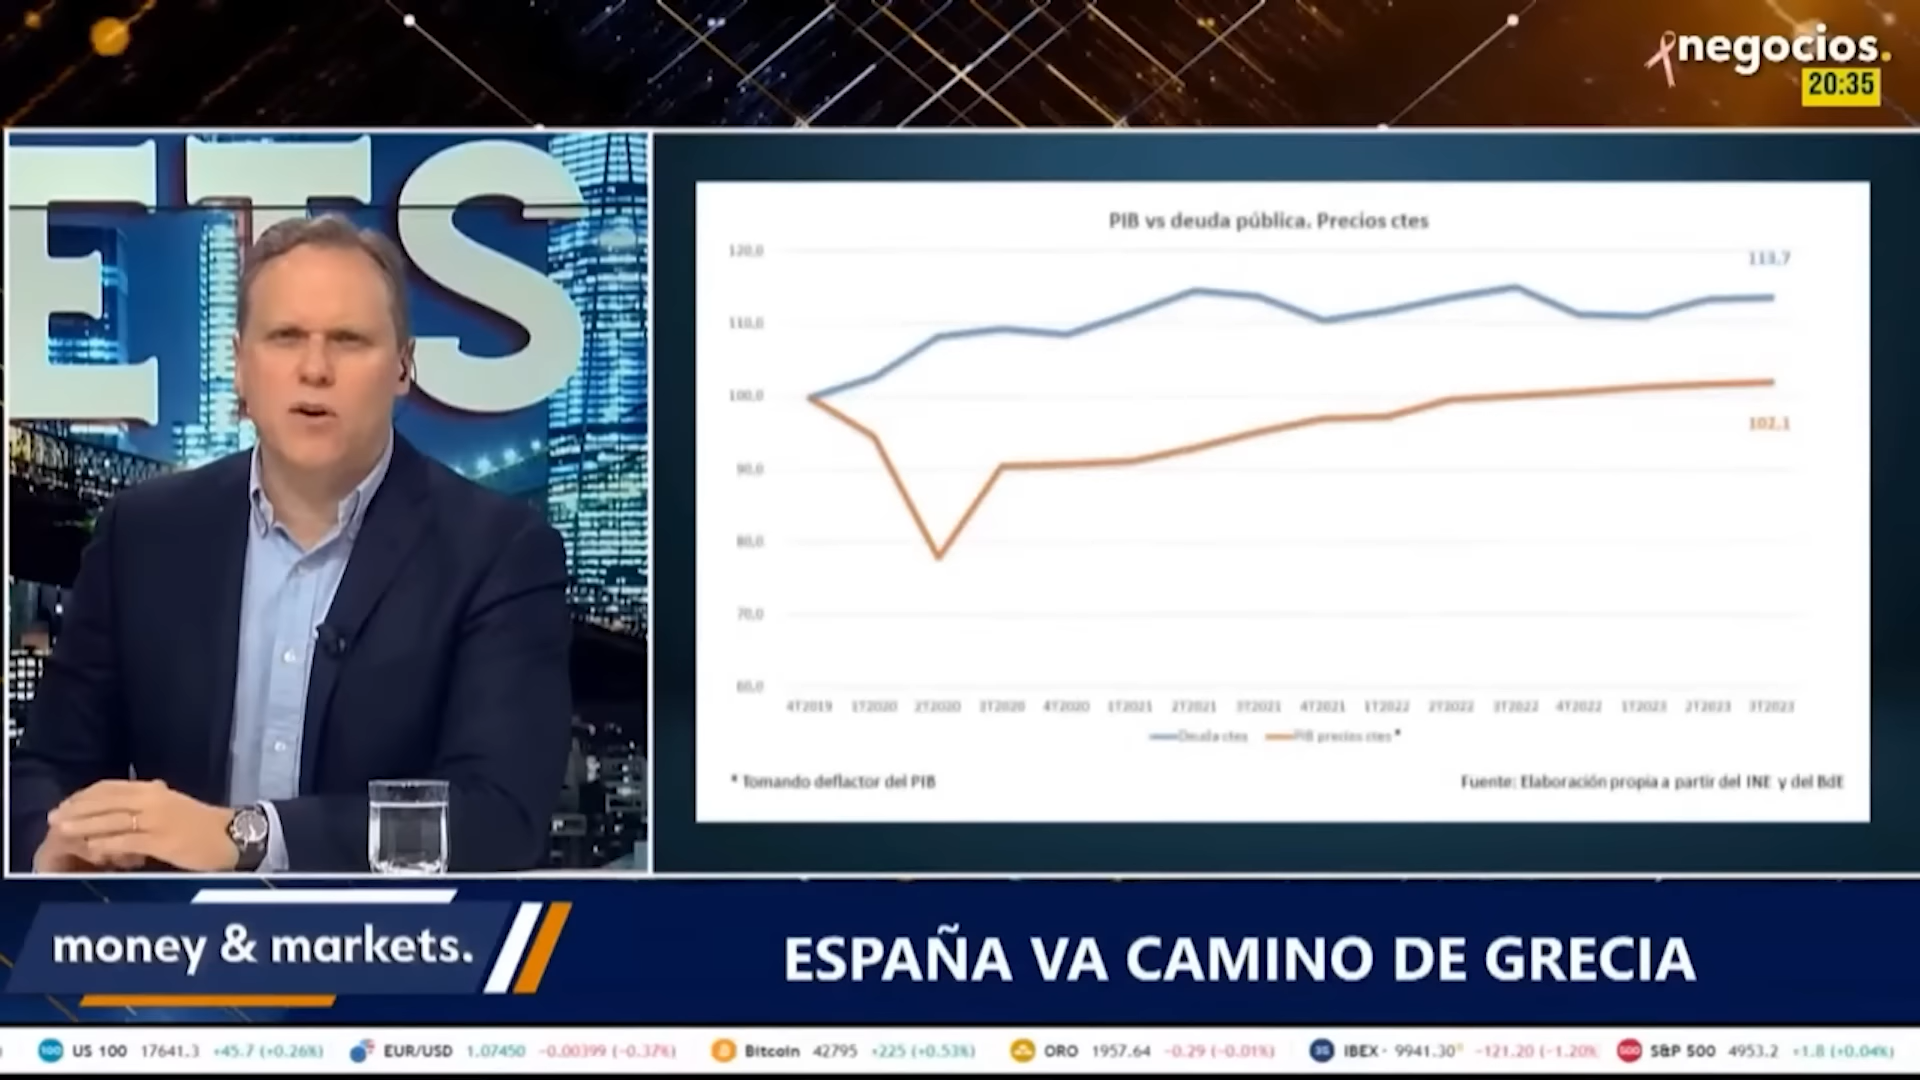 negocios.
20:35
ETS
PIB vs deuda pública. Precios ctes
120,0
113,7
110,0
100,0
102,1
90,0
80,0
70,0
60,0
4T2019 1T2020 2T2020 3T2020 4T2020 1T2021 2T2021 3T2021 4T2021 1T2022 2T2022 3T2022 4T2022 1T2023 2T2023 3T2023
Deuda ctes PIB precios ctes*
* Tomando deflactor del PIB
Fuente: Elaboración propia a partir del INE y del BdE
money & markets.
ESPAÑA VA CAMINO DE GRECIA
100 US 100 17641.3 +45.7 (+0.26%) EUR/USD 1.07450 -0.00399 (-0.37%) Bitcoin 42795 +225 (+0.53%) ORO 1957.64 -0.29 (-0.01%) 35 IBEX- 9941.30 -121.20 (-1.20% 500 S&P 500 4953.2 +1.8 (+0.04%)